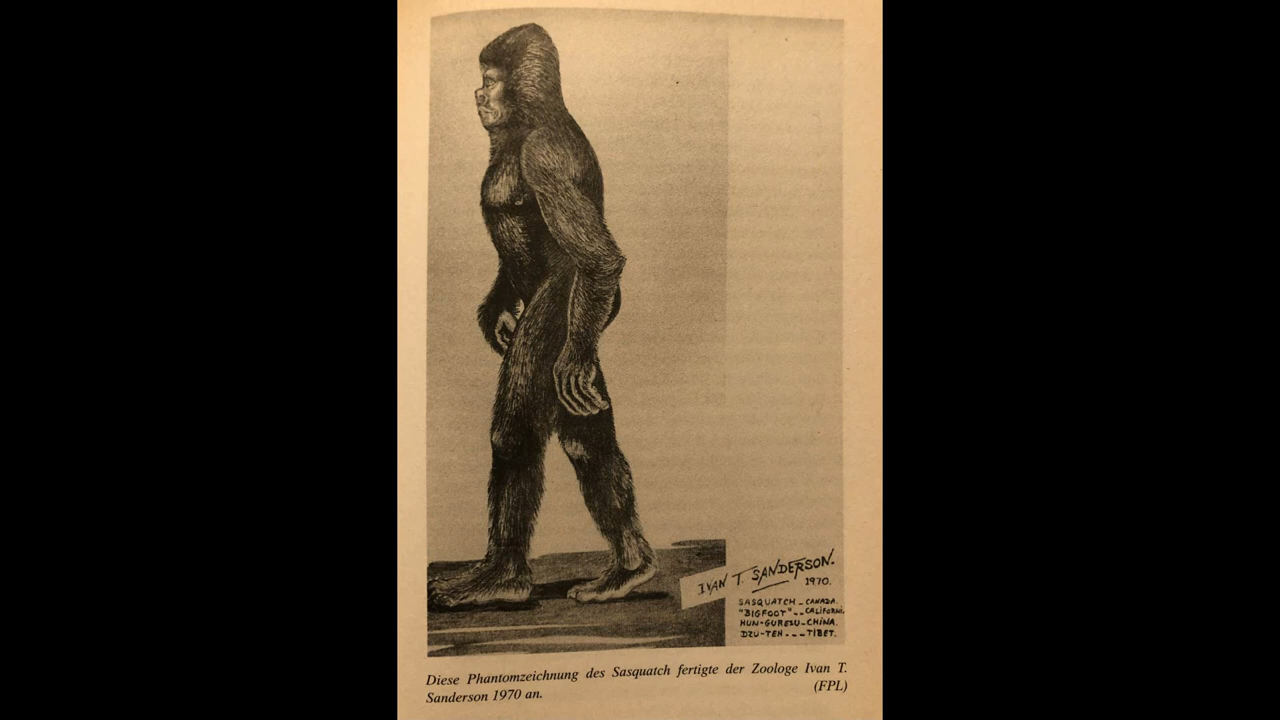 IVAN T. SANDERSON.
1970.
SASQUATCH - CANADA.
"BIGFOOT" -- CALIFORNI.
HUN-GURESU - CHINA.
DZU-TEH --- TIBET.
Diese Phantomzeichnung des Sasquatch fertigte der Zoologe Ivan T.
Sanderson 1970 an. (FPL)